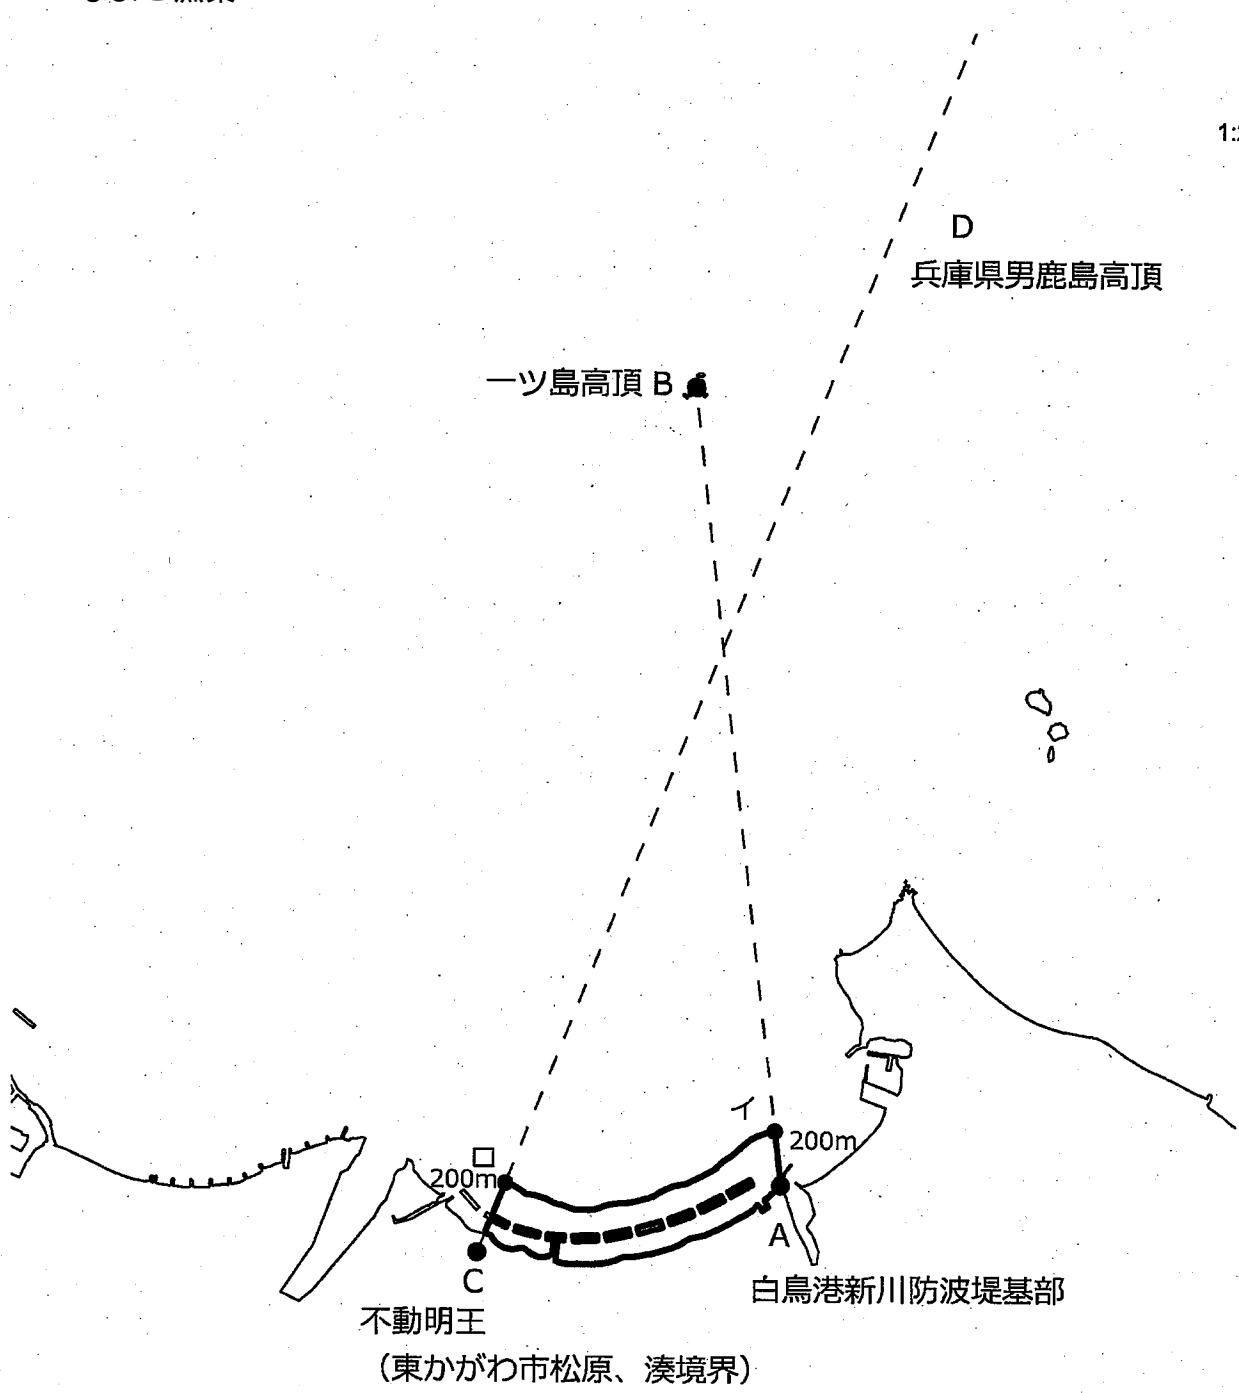 1:2
D
兵庫県男鹿島高頂
一ツ島高頂 B
イ
200m
ロ
200m
A
C
白鳥港新川防波堤基部
不動明王
（東かがわ市松原、湊境界）